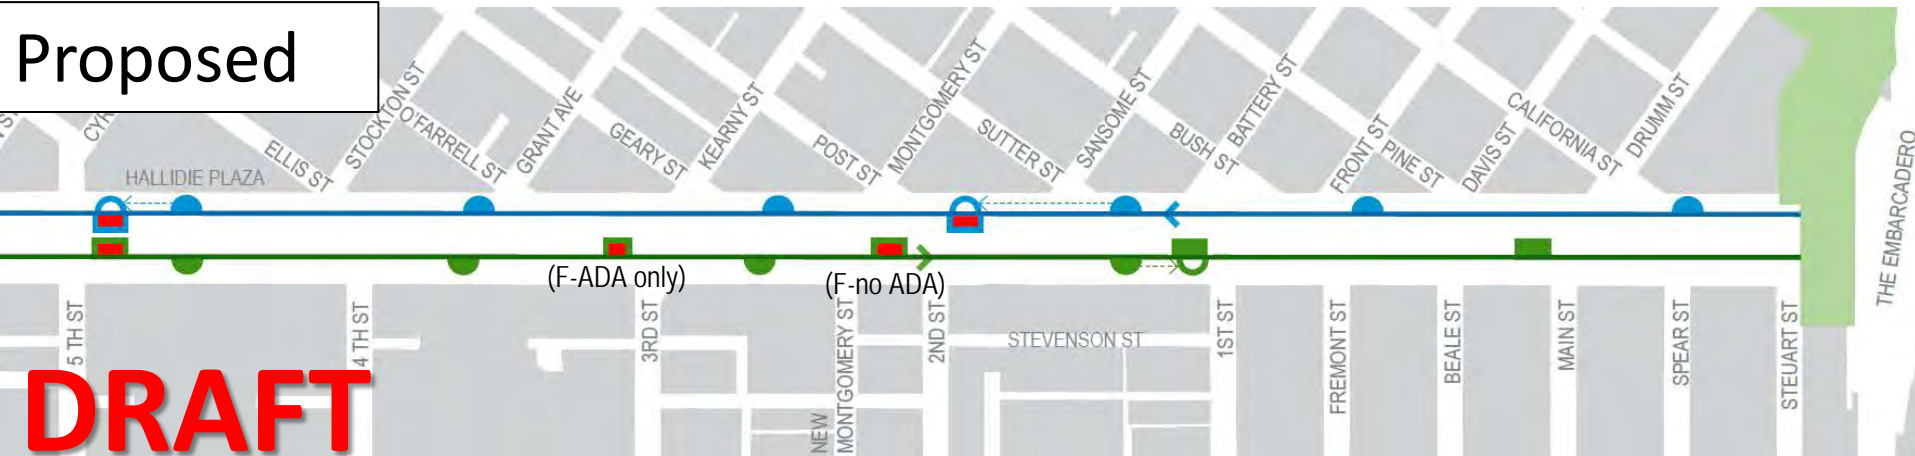 Proposed
CYR
ELLIS ST
STOCKTON ST
O'FARRELL ST
GRANT AVE
GEARY ST
KEARNY ST
POST ST
MONTGOMERY ST
SUTTER ST
SANSOME ST
BUSH ST
BATTERY ST
FRONT ST
PINE ST
DAVIS ST
CALIFORNIA ST
DRUMM ST
HALLIDIE PLAZA
THE EMBARCADERO
(F-ADA only)
(F-no ADA)
5 TH ST
4 TH ST
3RD ST
NEW
MONTGOMERY ST
2ND ST
STEVENSON ST
1ST ST
FREMONT ST
BEALE ST
MAIN ST
SPEAR ST
STEUART ST
DRAFT